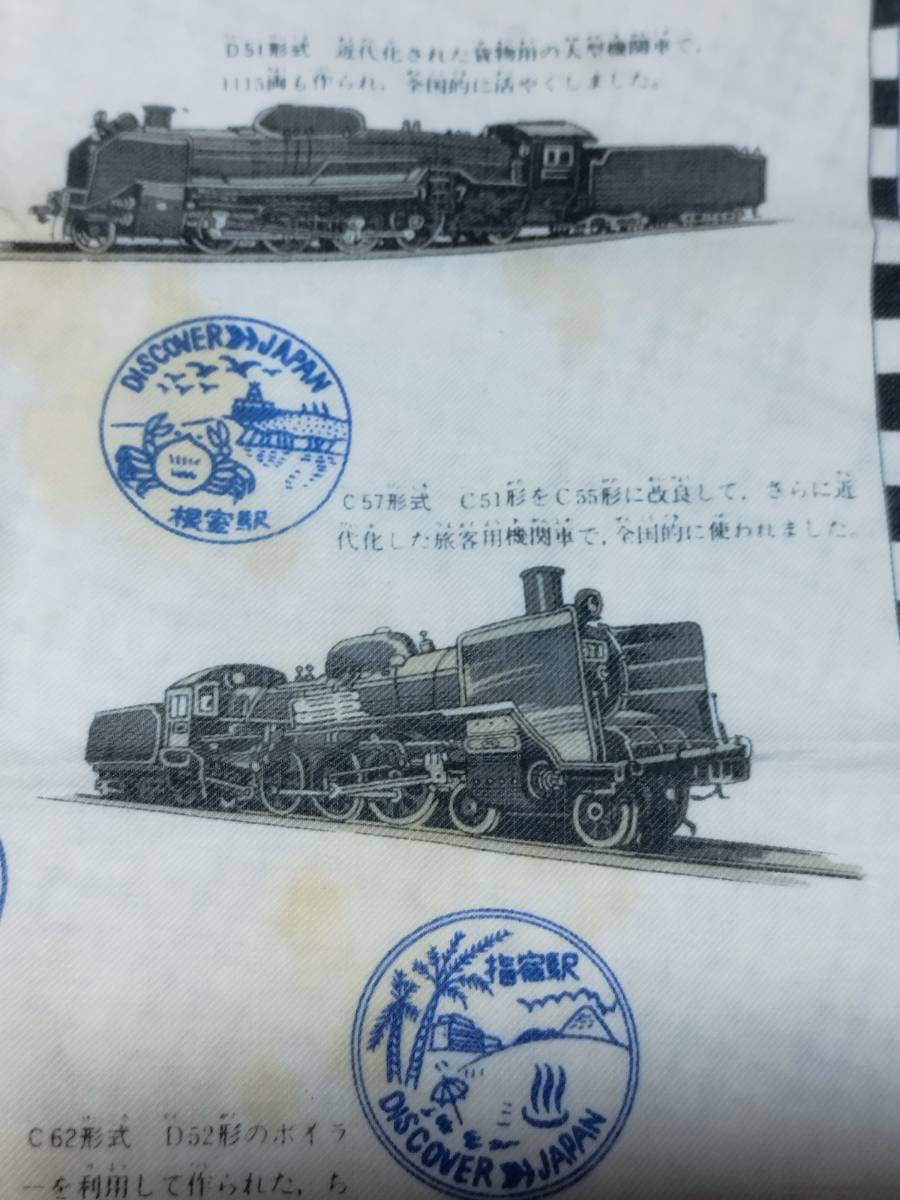 D51形式　近代化された貨物用の大型機関車で、
1115両も作られ、全国的に活やくしました。
DISCOVER JAPAN
根室駅
C57形式　C51形をC55形に改良して、さらに近
代化した旅客用機関車で、全国的に使われました。
指宿駅
DISCOVER JAPAN
C62形式　D52形のボイラ
ーを利用して作られた、ち